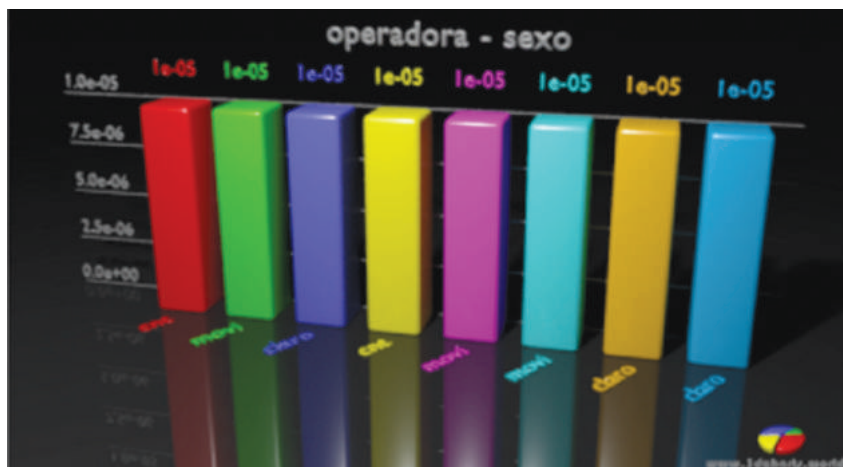 operadora - sexo
1e-05 1e-05 1e-05 1e-05 1e-05 1e-05 1e-05 1e-05
1.0e-05
7.5e-06
5.0e-06
2.5e-06
0.0e+00
cnt movi claro cnt movi movi claro claro